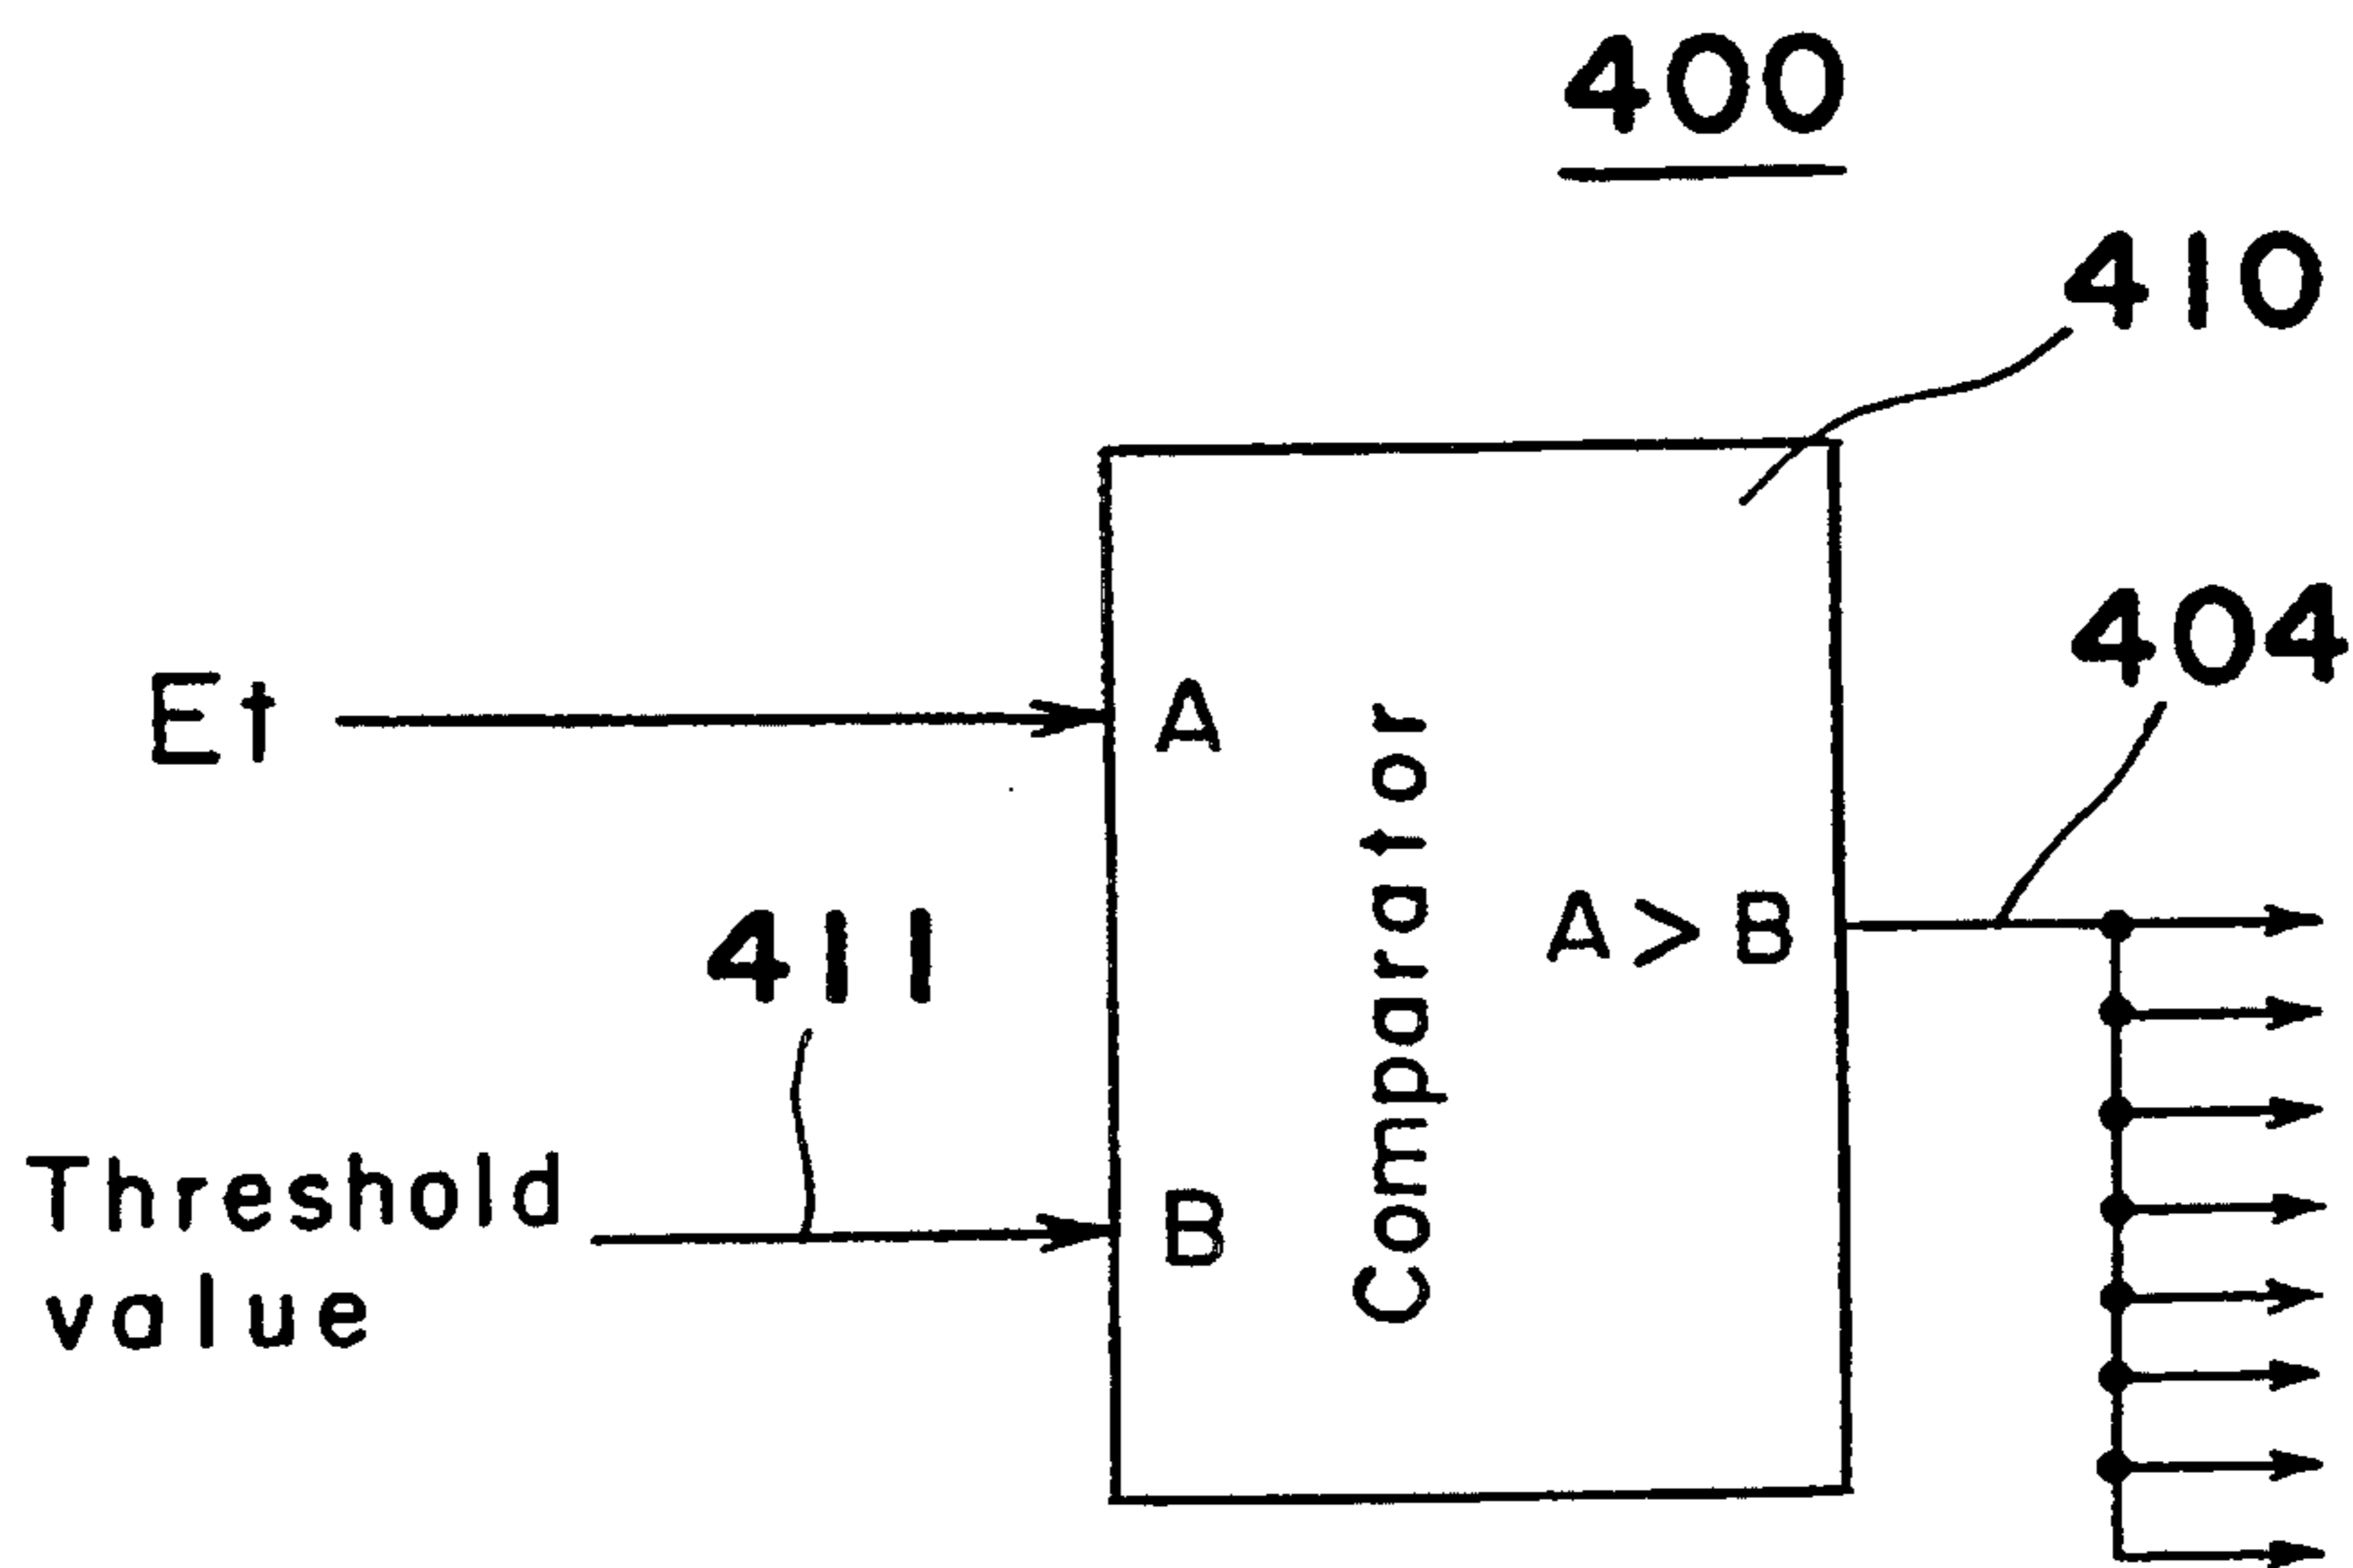 400
410
404
Et
A
Comparator
A > B
411
Threshold
value
B